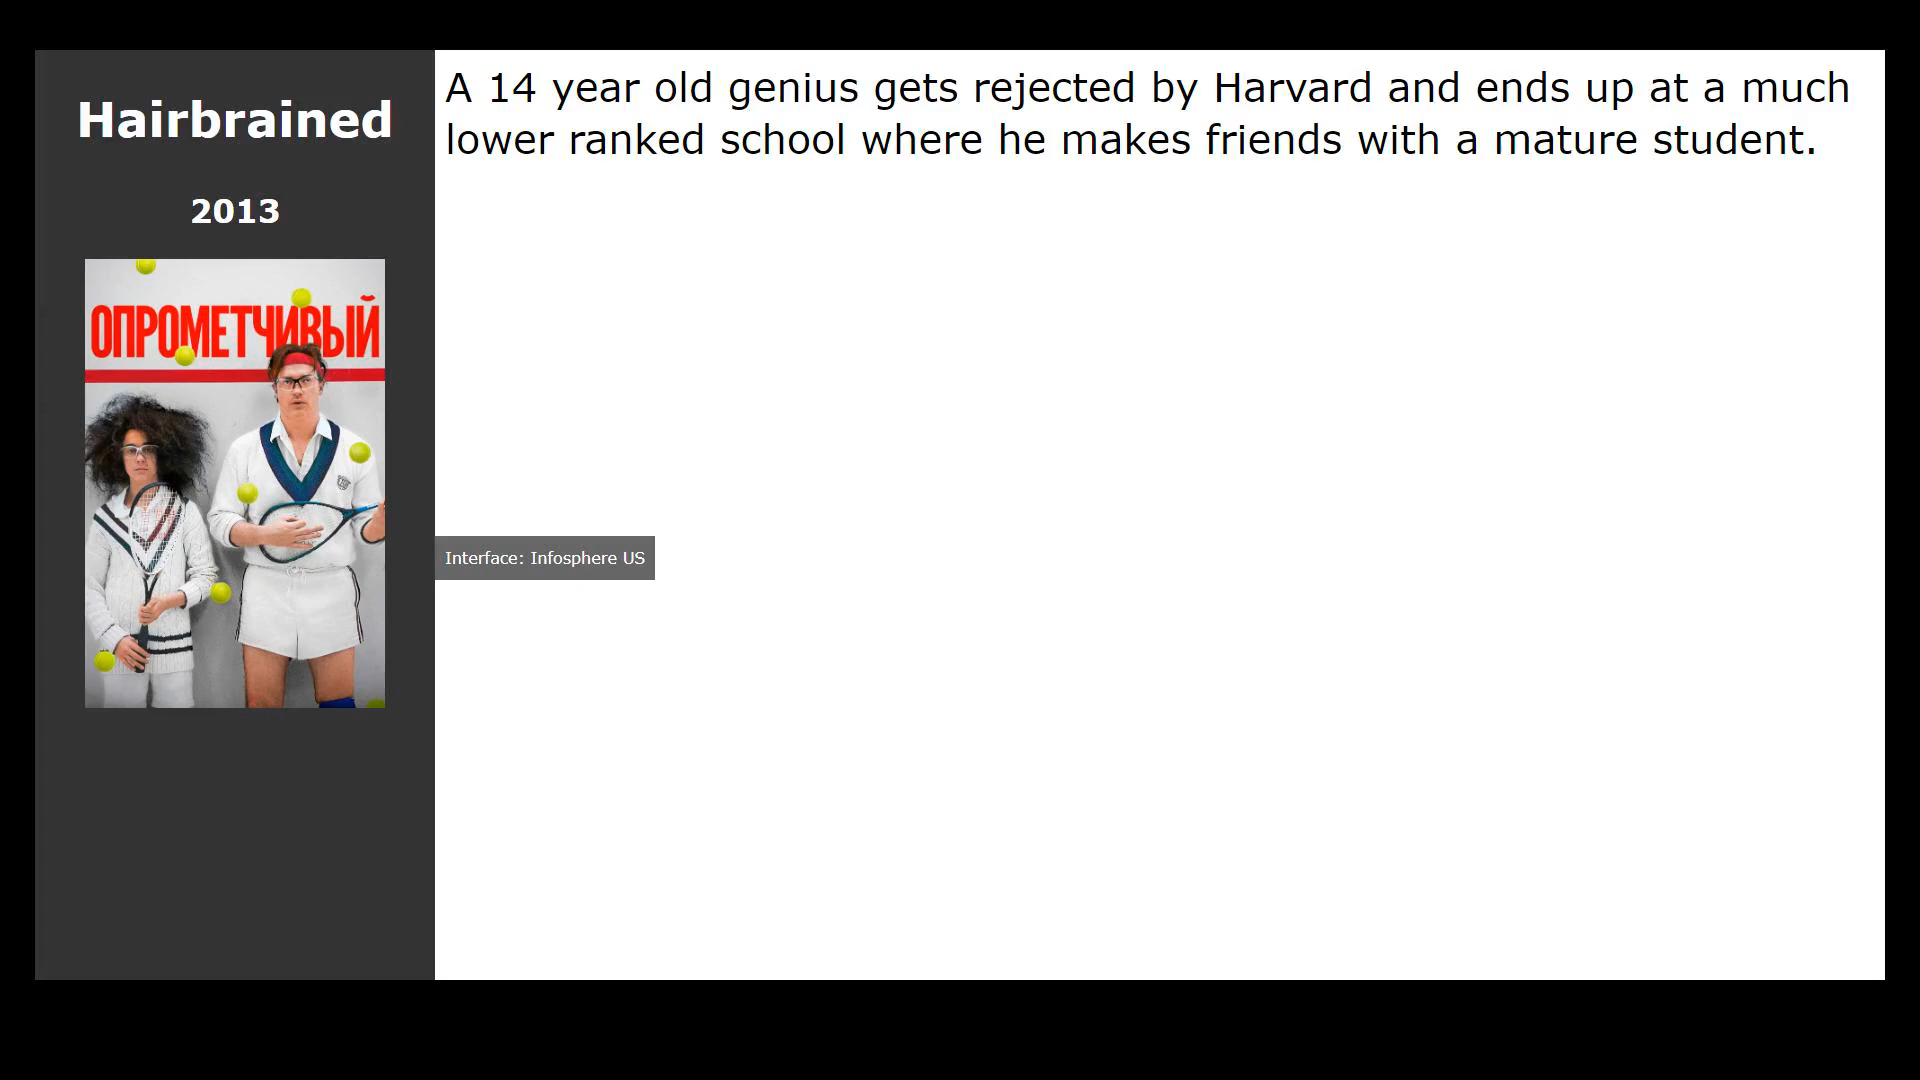 Hairbrained
2013
ОПРОМЕТЧИВЫЙ
A 14 year old genius gets rejected by Harvard and ends up at a much
lower ranked school where he makes friends with a mature student.
Interface: Infosphere US